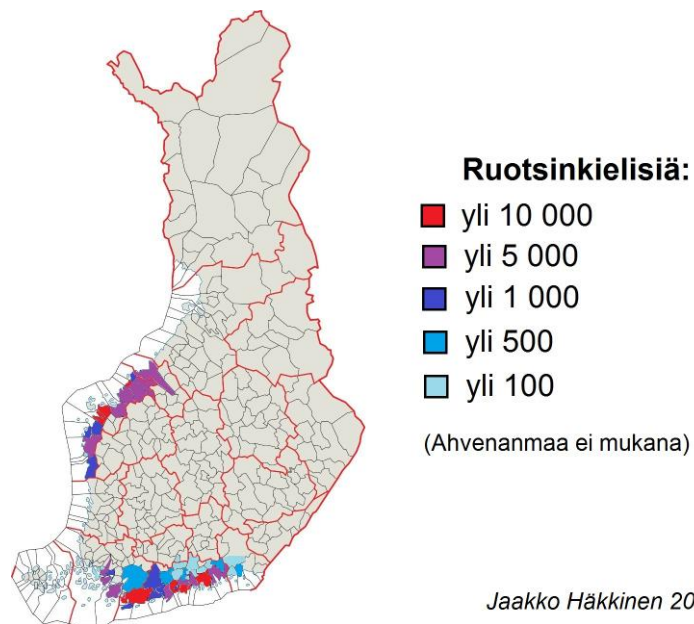 Ruotsinkielisiä:
yli 10 000
yli 5 000
yli 1 000
yli 500
yli 100
(Ahvenanmaa ei mukana)
Jaakko Häkkinen 20